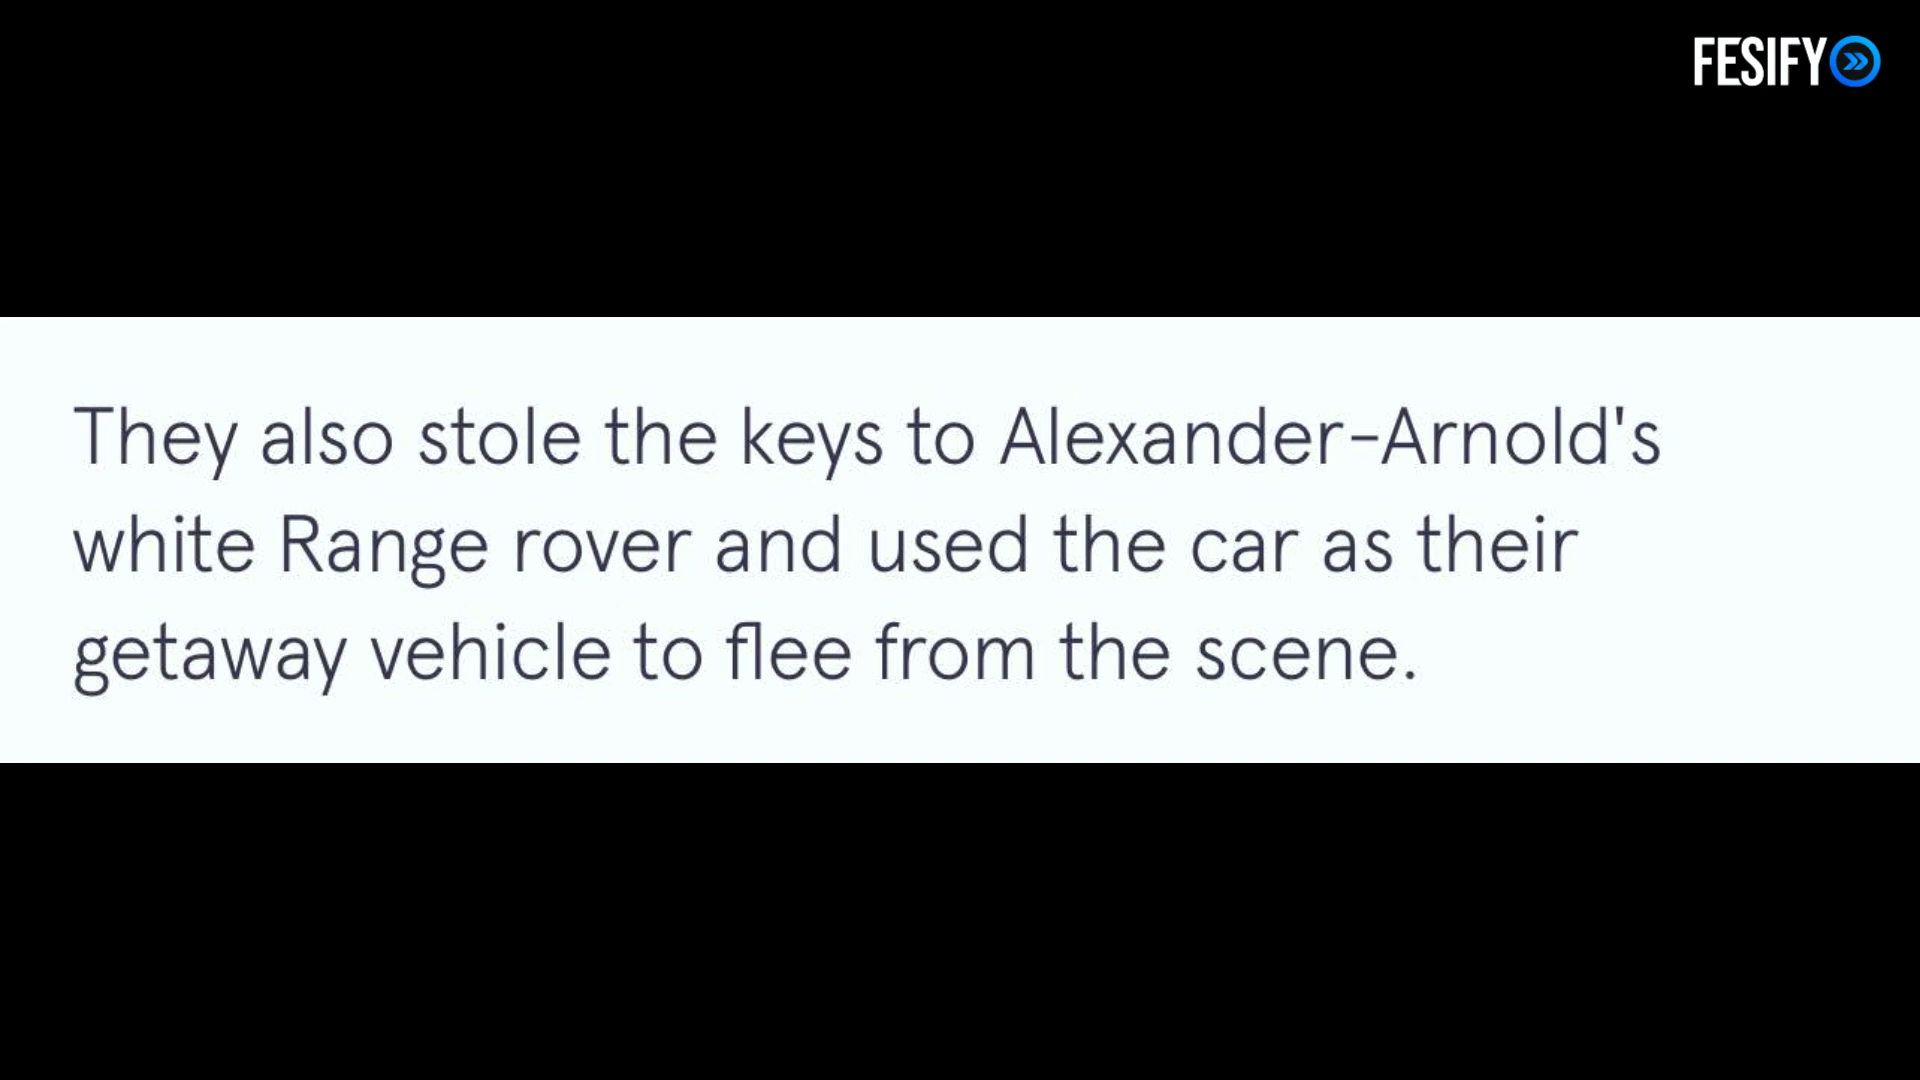 FESIFY
They also stole the keys to Alexander-Arnold's
white Range rover and used the car as their
getaway vehicle to flee from the scene.